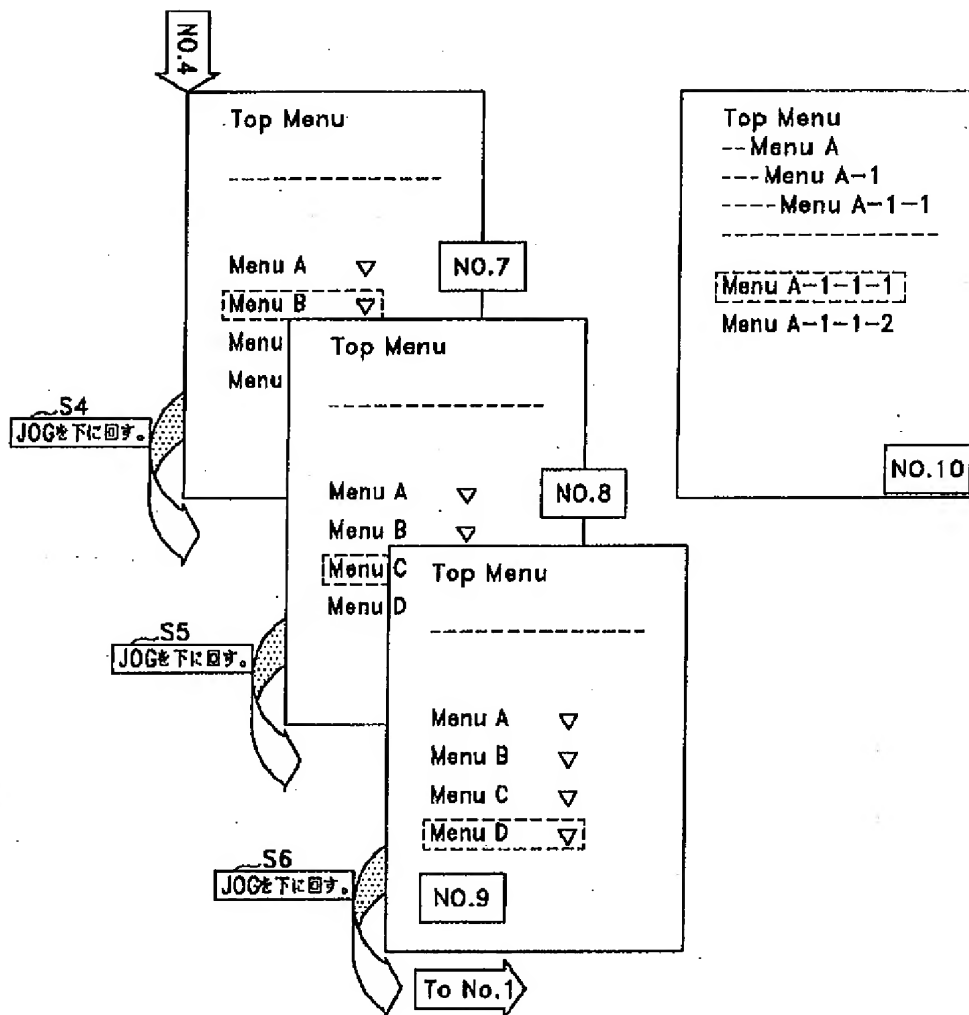 NO.4
Top Menu
--------------------
Menu A ▽
Menu B ▽
Menu
Menu
NO.7
S4
JOGを下に回す。
Top Menu
--------------------
Menu A ▽
Menu B ▽
Menu C
Menu D
NO.8
S5
JOGを下に回す。
Top Menu
--------------------
Menu A ▽
Menu B ▽
Menu C ▽
Menu D ▽
NO.9
S6
JOGを下に回す。
To No.1
Top Menu
--Menu A
---Menu A-1
----Menu A-1-1
--------------------
Menu A-1-1-1
Menu A-1-1-2
NO.10